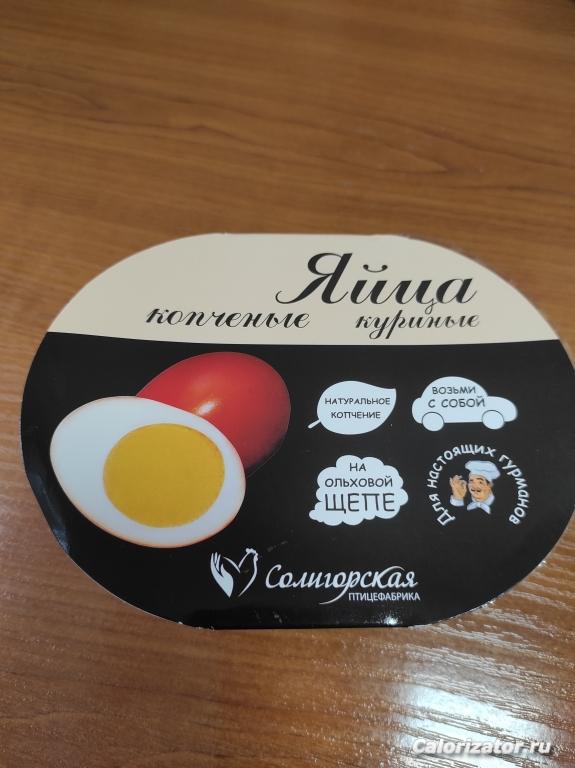 Яйца
копченые куриные
НАТУРАЛЬНОЕ
КОПЧЕНИЕ
ВОЗЬМИ
С СОБОЙ
НА
ОЛЬХОВОЙ
ЩЕПЕ
Для настоящих гурманов
Солигорская
ПТИЦЕФАБРИКА
Calorizator.ru